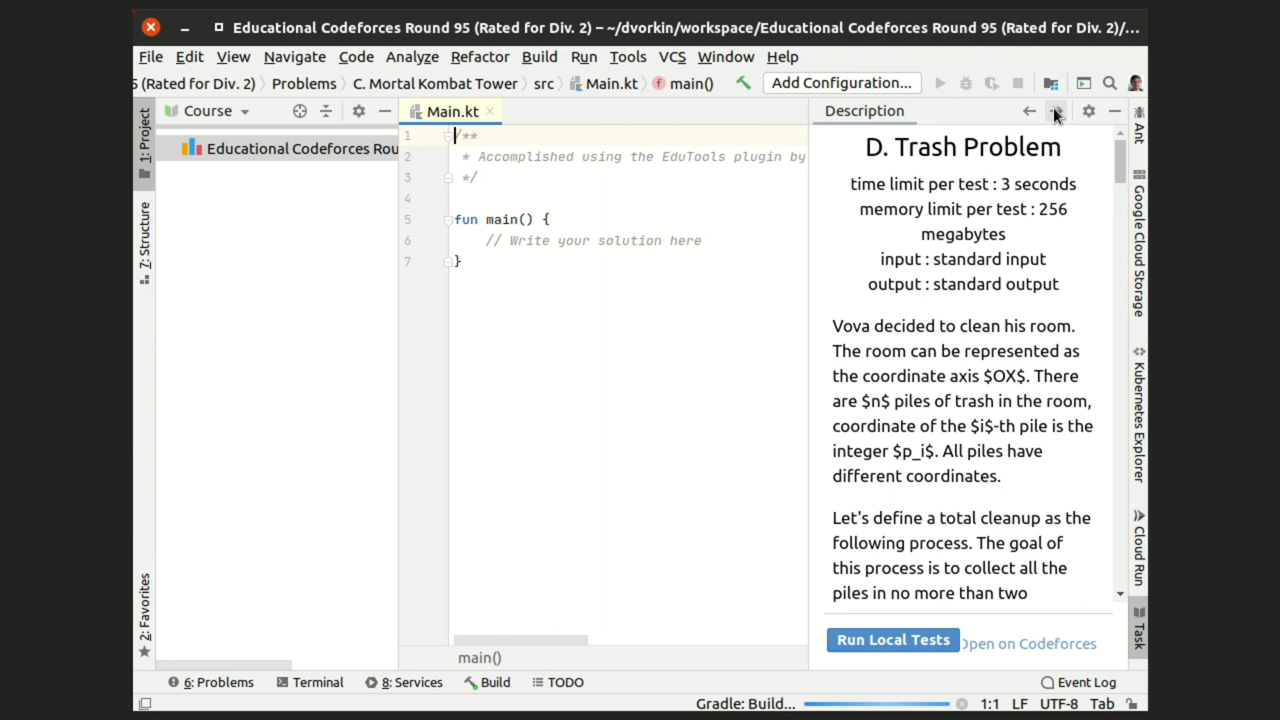 Educational Codeforces Round 95 (Rated for Div. 2) – ~/dvorkin/workspace/Educational Codeforces Round 95 (Rated for Div. 2)/...
File Edit View Navigate Code Analyze Refactor Build Run Tools VCS Window Help
5 (Rated for Div. 2) Problems C. Mortal Kombat Tower src Main.kt main() Add Configuration...
1: Project
7: Structure
2: Favorites
Course
Educational Codeforces Rou
Main.kt
1 /**
2 * Accomplished using the EduTools plugin by
3 */
4
5 fun main() {
6 // Write your solution here
7 }
main()
Description
D. Trash Problem
time limit per test : 3 seconds
memory limit per test : 256
megabytes
input : standard input
output : standard output
Vova decided to clean his room.
The room can be represented as
the coordinate axis $OX$. There
are $n$ piles of trash in the room,
coordinate of the $i$-th pile is the
integer $p_i$. All piles have
different coordinates.
Let's define a total cleanup as the
following process. The goal of
this process is to collect all the
piles in no more than two
Run Local Tests
Open on Codeforces
Ant
Google Cloud Storage
Kubernetes Explorer
Cloud Run
Task
6: Problems Terminal 8: Services Build TODO Event Log
Gradle: Build... 1:1 LF UTF-8 Tab